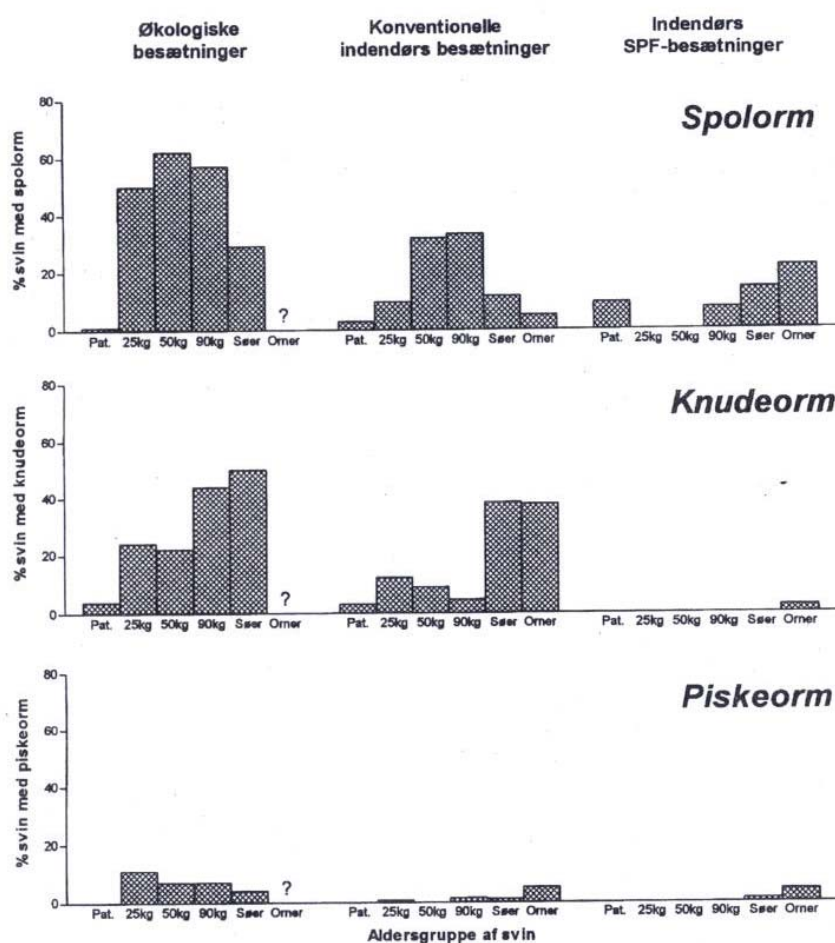 Økologiske
besætninger
Konventionelle
indendørs besætninger
Indendørs
SPF-besætninger
Spolorm
% svin med spolorm
80
60
40
20
0
?
Pat. 25kg 50kg 90kg Søer Orner
Pat. 25kg 50kg 90kg Søer Orner
Pat. 25kg 50kg 90kg Søer Orner
Knudeorm
% svin med knudeorm
80
60
40
20
0
?
Pat. 25kg 50kg 90kg Søer Orner
Pat. 25kg 50kg 90kg Søer Orner
Pat. 25kg 50kg 90kg Søer Orner
Piskeorm
% svin med piskeorm
80
60
40
20
0
?
Pat. 25kg 50kg 90kg Søer Orner
Pat. 25kg 50kg 90kg Søer Orner
Pat. 25kg 50kg 90kg Søer Orner
Aldersgruppe af svin